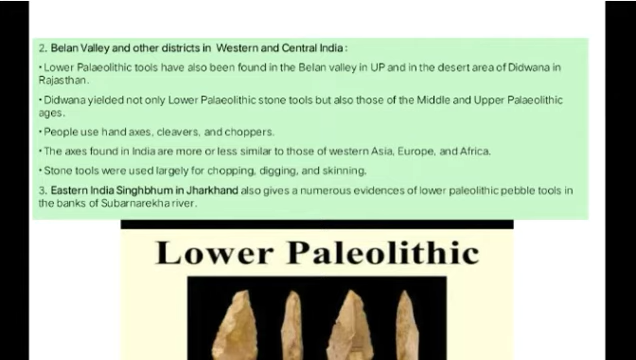 2. Belan Valley and other districts in Western and Central India :
• Lower Palaeolithic tools have also been found in the Belan valley in UP and in the desert area of Didwana in
Rajasthan.
• Didwana yielded not only Lower Palaeolithic stone tools but also those of the Middle and Upper Palaeolithic
ages.
• People use hand axes, cleavers, and choppers.
• The axes found in India are more or less similar to those of western Asia, Europe, and Africa.
• Stone tools were used largely for chopping, digging, and skinning.
3. Eastern India Singhbhum in Jharkhand also gives a numerous evidences of lower paleolithic pebble tools in
the banks of Subarnarekha river.
Lower Paleolithic